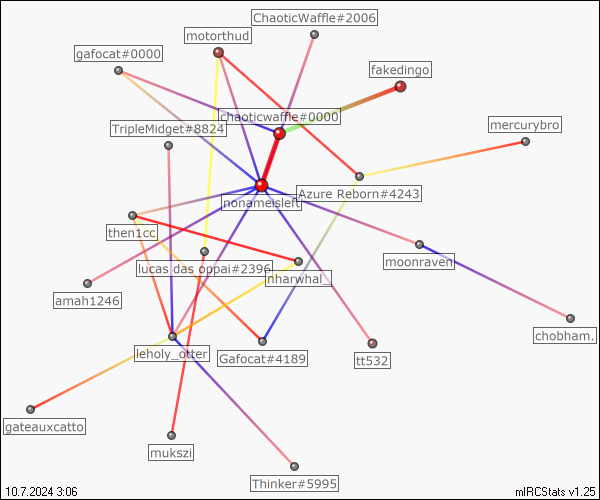 ChaoticWaffle#2006
motorthud
gafocat#0000
fakedingo
chaoticwaffle#0000
mercurybro
TripleMidget#8824
Azure Reborn#4243
nonameisleft
then1cc
moonraven
lucas das oppai#2396
nharwhal_
amah1246
chobham.
leholy_otter
Gafocat#4189
tt532
gateauxcatto
mukszi
Thinker#5995
10.7.2024 3:06
mIRCStats v1.25